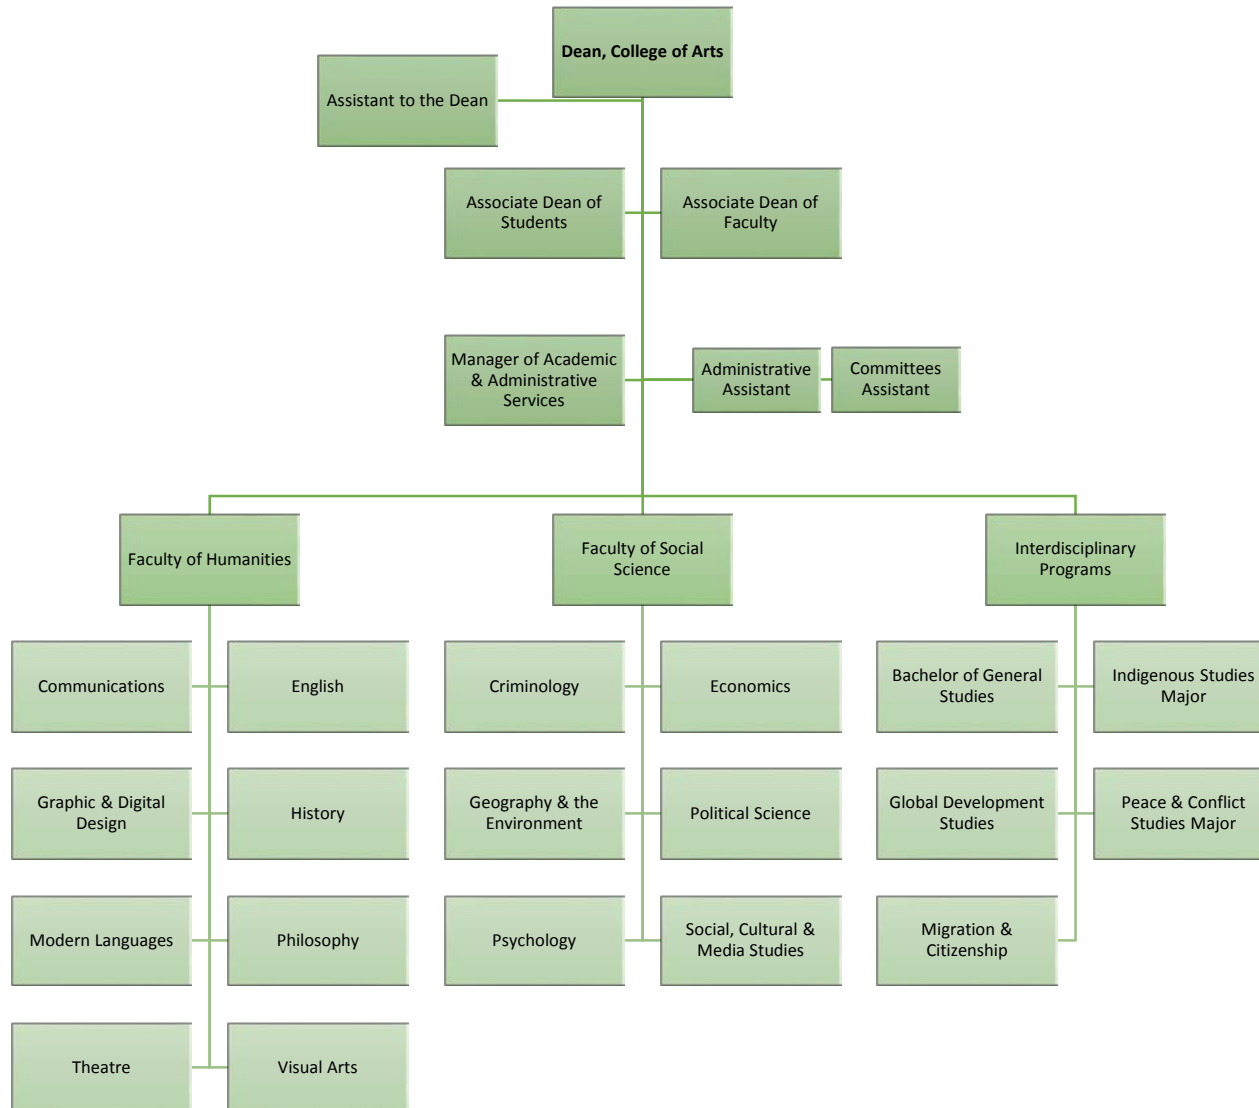 Dean, College of Arts
Assistant to the Dean
Associate Dean of
Students
Associate Dean of
Faculty
Manager of Academic
& Administrative
Services
Administrative
Assistant
Committees
Assistant
Faculty of Humanities
Faculty of Social
Science
Interdisciplinary
Programs
Communications
English
Criminology
Economics
Bachelor of General
Studies
Indigenous Studies
Major
Graphic & Digital
Design
History
Geography & the
Environment
Political Science
Global Development
Studies
Peace & Conflict
Studies Major
Modern Languages
Philosophy
Psychology
Social, Cultural &
Media Studies
Migration &
Citizenship
Theatre
Visual Arts